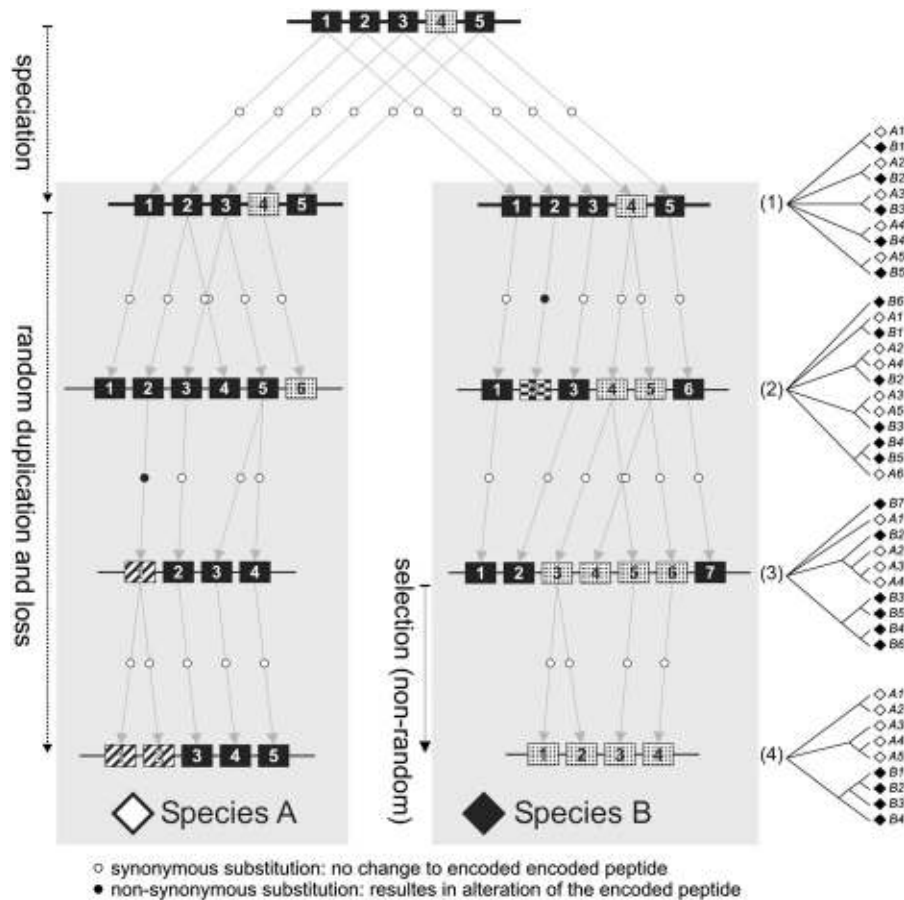 1 2 3 4 5
speciation
1 2 3 4 5
1 2 3 4 5
(1)
A1
B1
A2
B2
A3
B3
A4
B4
A5
B5
random duplication and loss
1 2 3 4 5 6
1 3 4 5 6
(2)
B6
A1
B1
A2
A4
B2
A3
A5
B3
B4
B5
A6
2 3 4
1 2 3 4 5 6 7
(3)
B7
A1
B2
A2
A3
A4
B3
B5
B4
B6
selection (non-random)
3 4 5
1 2 3 4
(4)
A1
A2
A3
A4
A5
B1
B2
B3
B4
Species A
Species B
synonymous substitution: no change to encoded encoded peptide
non-synonymous substitution: resultes in alteration of the encoded peptide